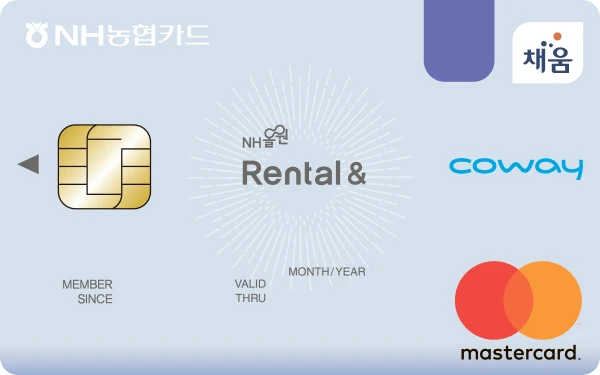 NH농협카드
채움
NH올원
Rental &
coway
MONTH/YEAR
MEMBER
SINCE
VALID
THRU
mastercard.